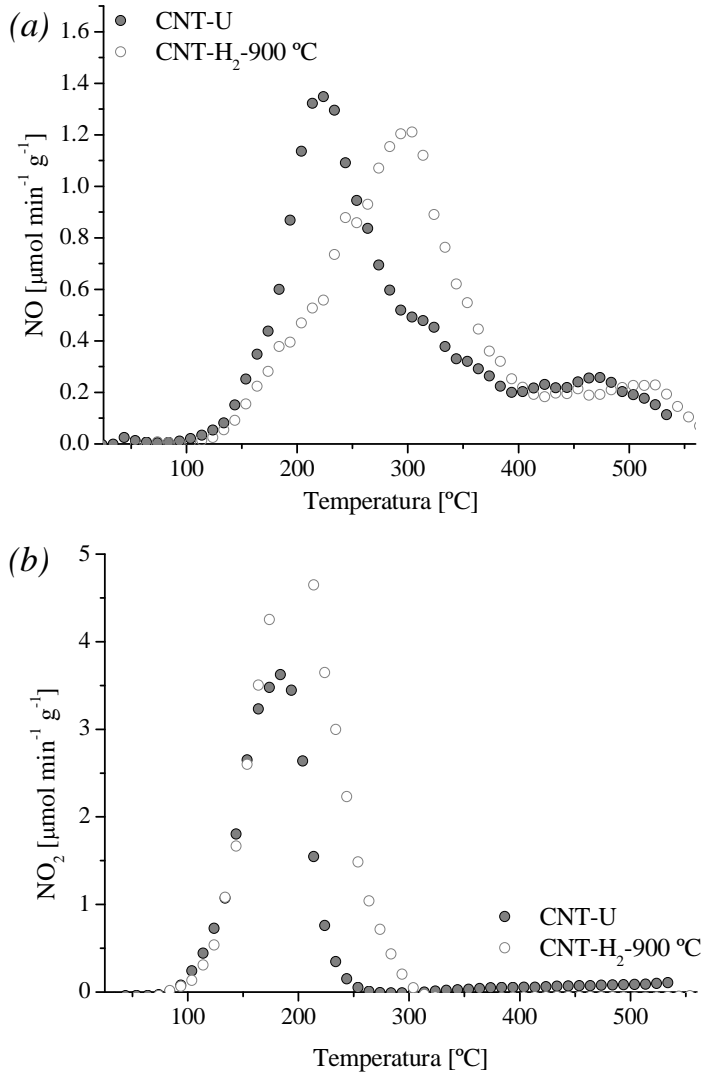 (a)
CNT-U
CNT-H₂-900 ºC
NO [μmol min⁻¹ g⁻¹]
1.6
1.4
1.2
1.0
0.8
0.6
0.4
0.2
0.0
100 200 300 400 500
Temperatura [ºC]
(b)
NO₂ [μmol min⁻¹ g⁻¹]
5
4
3
2
1
0
CNT-U
CNT-H₂-900 ºC
100 200 300 400 500
Temperatura [ºC]